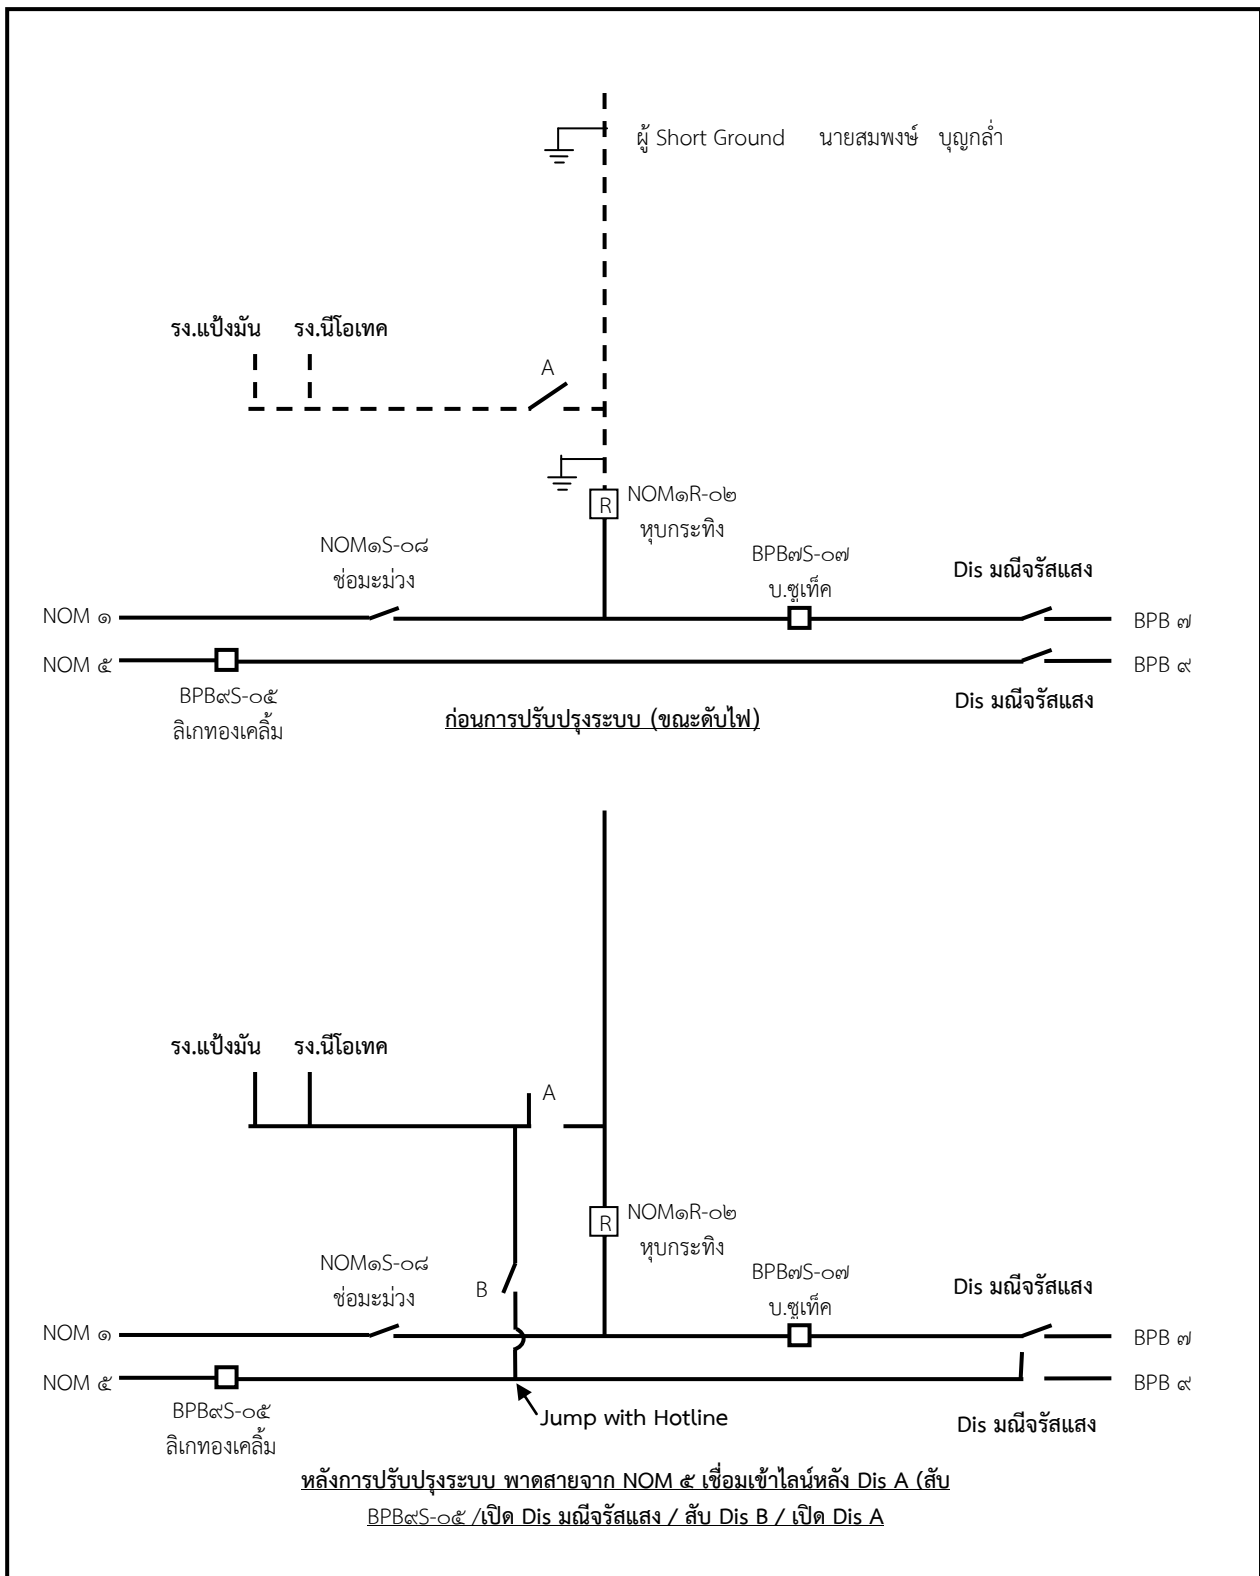 ผู้ Short Ground นายสมพงษ์ บุญกล่ำ
รง.แป้งมัน รง.นีโอเทค
A
R
NOM๑R-๐๒
หุบกระทิง
NOM๑S-๐๘
ช่อมะม่วง
BPB๗S-๐๗
บ.ซูเท็ค
Dis มณีจรัสแสง
NOM ๑
BPB ๗
NOM ๕
BPB ๙
BPB๙S-๐๕
ลิเกทองเคลิ้ม
Dis มณีจรัสแสง
ก่อนการปรับปรุงระบบ (ขณะดับไฟ)
รง.แป้งมัน รง.นีโอเทค
A
R
NOM๑R-๐๒
หุบกระทิง
NOM๑S-๐๘
ช่อมะม่วง
B
BPB๗S-๐๗
บ.ซูเท็ค
Dis มณีจรัสแสง
NOM ๑
BPB ๗
NOM ๕
BPB ๙
BPB๙S-๐๕
ลิเกทองเคลิ้ม
Jump with Hotline
Dis มณีจรัสแสง
หลังการปรับปรุงระบบ พาดสายจาก NOM ๕ เชื่อมเข้าไลน์หลัง Dis A (สับ
BPB๙S-๐๕ /เปิด Dis มณีจรัสแสง / สับ Dis B / เปิด Dis A